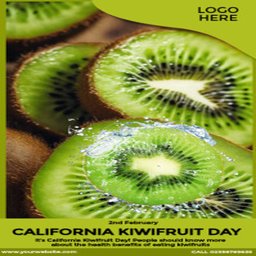 LOGO
HERE
2nd February
CALIFORNIA KIWIFRUIT DAY
It's California Kiwifruit Day! People should know more
about the health benefits of eating kiwifruits
www.yourwebsite.com